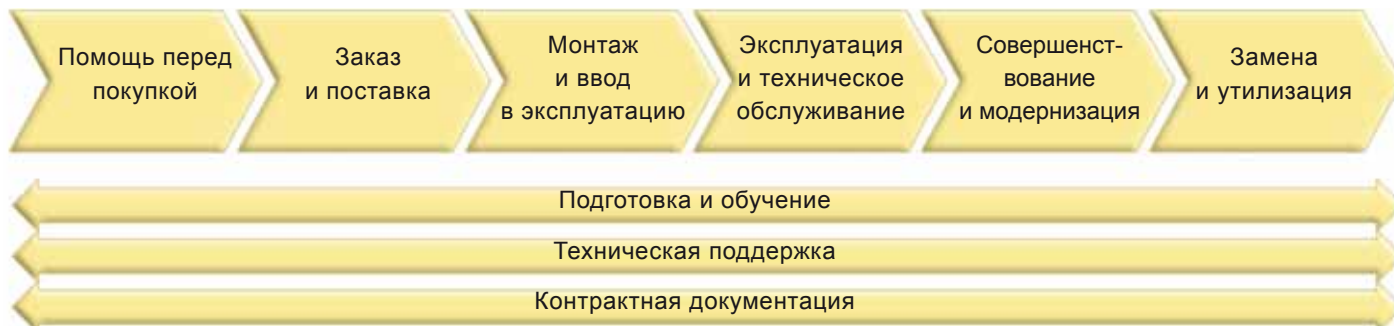 Помощь перед
покупкой
Заказ
и поставка
Монтаж
и ввод
в эксплуатацию
Эксплуатация
и техническое
обслуживание
Совершенст-
вование
и модернизация
Замена
и утилизация
Подготовка и обучение
Техническая поддержка
Контрактная документация